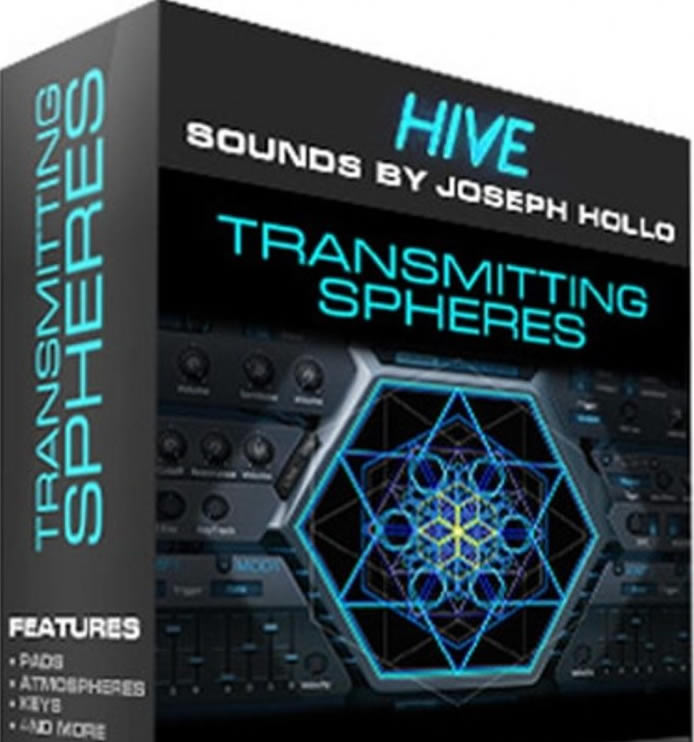 HIVE
SOUNDS BY JOSEPH HOLLO
TRANSMITTING
SPHERES
TRANSMITTING
SPHERES
FEATURES
• PADS
• ATMOSPHERES
• KEYS
• AND MORE